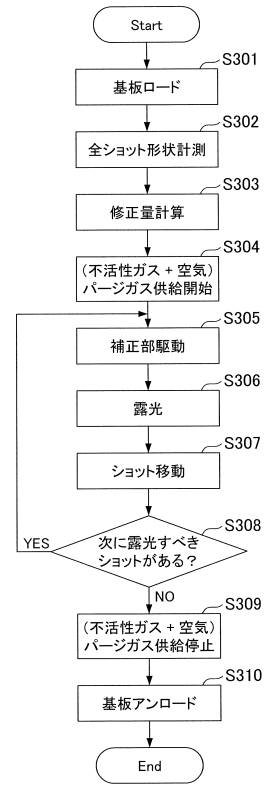 Start
S301
基板ロード
S302
全ショット形状計測
S303
修正量計算
S304
(不活性ガス + 空気)
パージガス供給開始
S305
補正部駆動
S306
露光
S307
ショット移動
S308
次に露光すべき
ショットがある?
YES
NO
S309
(不活性ガス + 空気)
パージガス供給停止
S310
基板アンロード
End